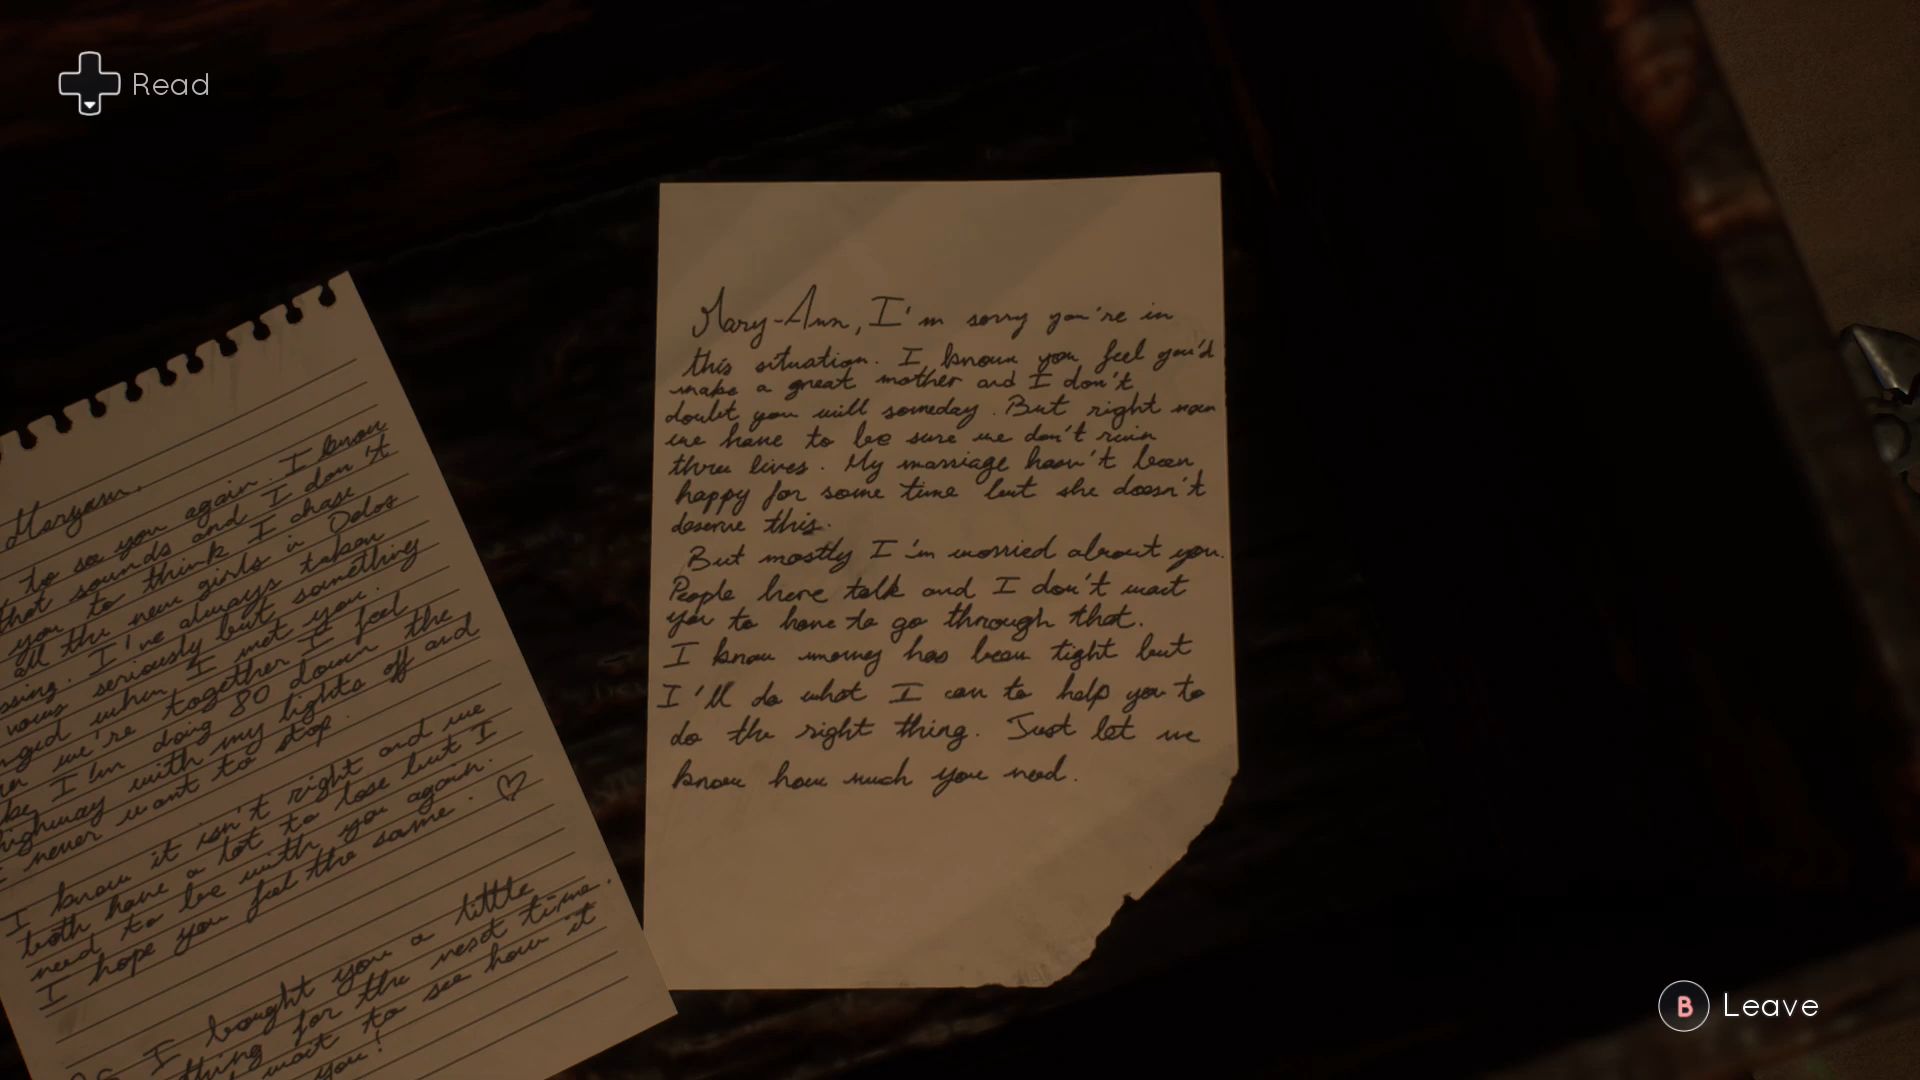 Read
Maryann.
to se you again. I know
that sounds and I don't
you to think I chase
all the new girls in Delos
ssing. I've always taken
vows seriously but something
nged when I met you.
en we're together I feel
ke I'm doing 80 down the
highway with my lights off and
I never want to stop.
I know it isn't right and we
both have a lot to lose but I
need to be with you again.
I hope you feel the same. ♡
I bought you a little
thing for the next time.
wait to see how it
you!
Mary-Ann, I'm sorry you're in
this situation. I know you feel you'd
make a great mother and I don't
doubt you will someday. But right now
we have to be sure we don't ruin
three lives. My marriage hasn't been
happy for some time but she doesn't
deserve this.
But mostly I'm worried about you.
People here talk and I don't want
you to have to go through that.
I know money has been tight but
I'll do what I can to help you to
do the right thing. Just let me
know how much you need.
B Leave